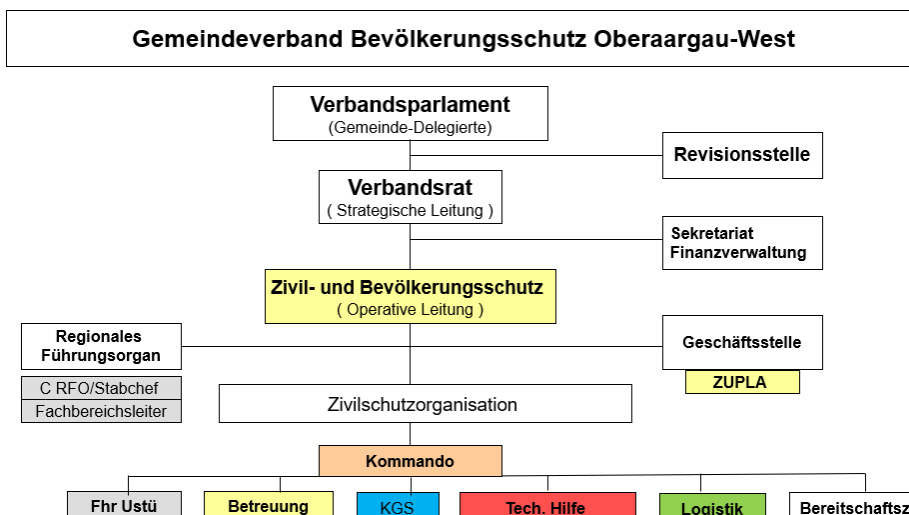 Gemeindeverband Bevölkerungsschutz Oberaargau-West
Verbandsparlament
(Gemeinde-Delegierte)
Revisionsstelle
Verbandsrat
( Strategische Leitung )
Sekretariat
Finanzverwaltung
Zivil- und Bevölkerungsschutz
( Operative Leitung )
Regionales
Führungsorgan
Geschäftsstelle
C RFO/Stabchef
Fachbereichsleiter
ZUPLA
Zivilschutzorganisation
Kommando
Fhr Ustü
Betreuung
KGS
Tech. Hilfe
Logistik
Bereitschaftsz